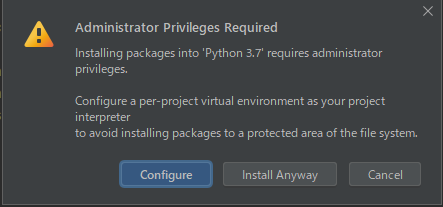 Administrator Privileges Required
Installing packages into 'Python 3.7' requires administrator
privileges.
Configure a per-project virtual environment as your project
interpreter
to avoid installing packages to a protected area of the file system.
Configure
Install Anyway
Cancel